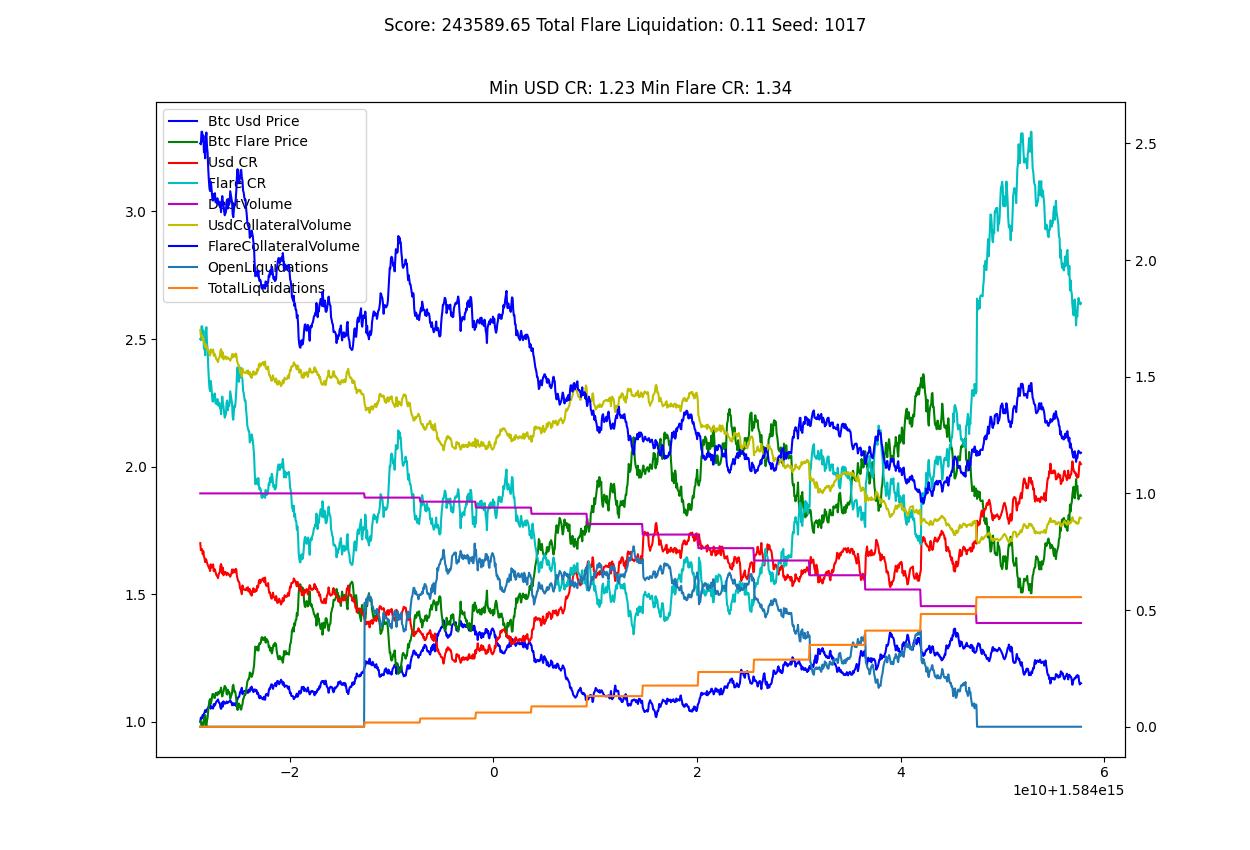 Score: 243589.65 Total Flare Liquidation: 0.11 Seed: 1017
Min USD CR: 1.23 Min Flare CR: 1.34
Btc Usd Price
Btc Flare Price
Usd CR
Flare CR
DebtVolume
UsdCollateralVolume
FlareCollateralVolume
OpenLiquidations
TotalLiquidations
3.0
2.5
2.0
1.5
1.0
2.5
2.0
1.5
1.0
0.5
0.0
−2
0
2
4
6
1e10+1.584e15